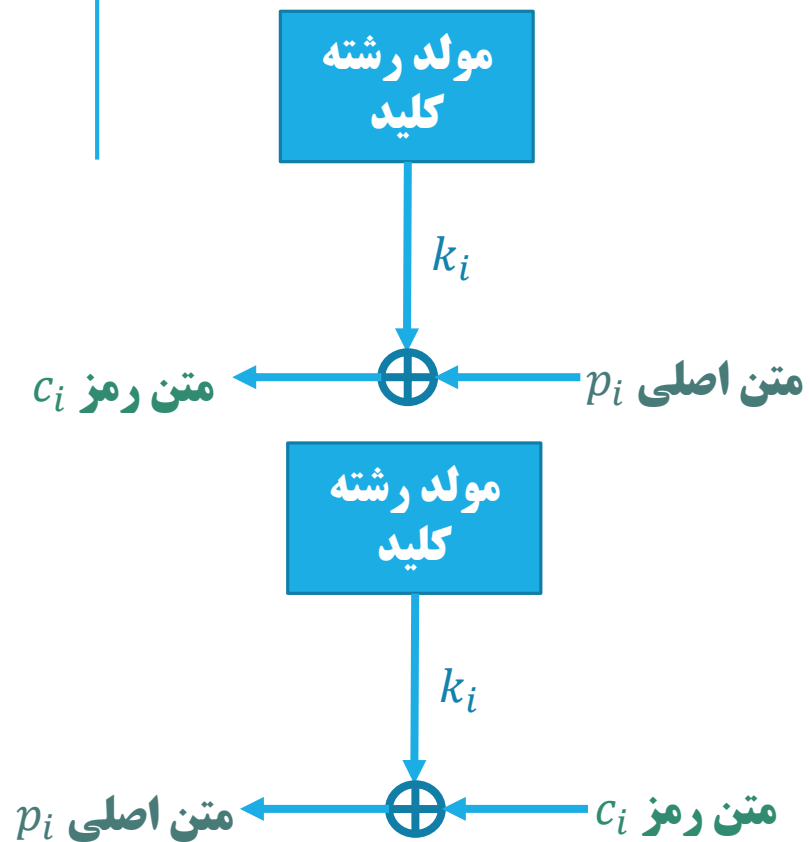 مولد رشته
کلید
k_i
متن اصلی p_i
متن رمز c_i
مولد رشته
کلید
k_i
متن رمز c_i
متن اصلی p_i